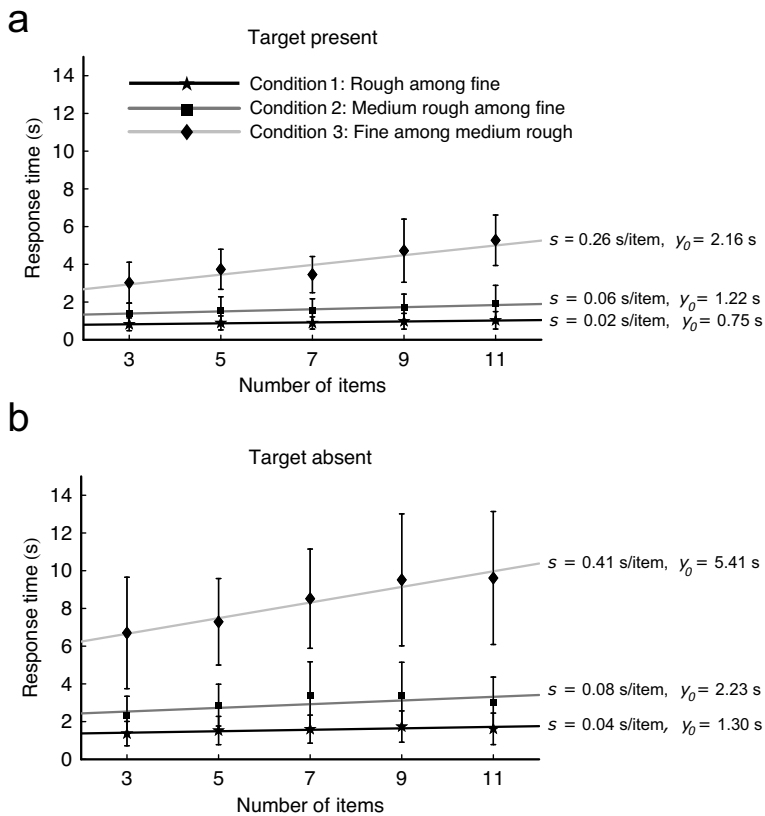 a
Target present
14
12
10
8
6
4
2
0
Response time (s)
Condition 1: Rough among fine
Condition 2: Medium rough among fine
Condition 3: Fine among medium rough
s = 0.26 s/item, y0 = 2.16 s
s = 0.06 s/item, y0 = 1.22 s
s = 0.02 s/item, y0 = 0.75 s
3 5 7 9 11
Number of items
b
Target absent
14
12
10
8
6
4
2
0
Response time (s)
s = 0.41 s/item, y0 = 5.41 s
s = 0.08 s/item, y0 = 2.23 s
s = 0.04 s/item, y0 = 1.30 s
3 5 7 9 11
Number of items